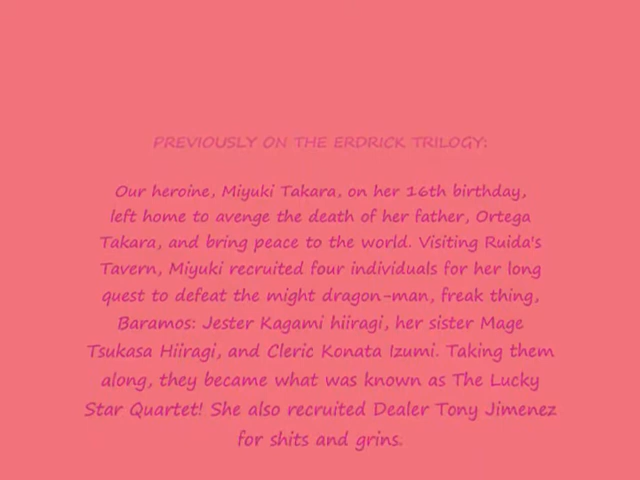 PREVIOUSLY ON THE ERDRICK TRILOGY:
Our heroine, Miyuki Takara, on her 16th birthday,
left home to avenge the death of her father, Ortega
Takara, and bring peace to the world. Visiting Ruida's
Tavern, Miyuki recruited four individuals for her long
quest to defeat the might dragon-man, freak thing,
Baramos: Jester Kagami hiiragi, her sister Mage
Tsukasa Hiiragi, and Cleric Konata Izumi. Taking them
along, they became what was known as The Lucky
Star Quartet! She also recruited Dealer Tony Jimenez
for shits and grins.